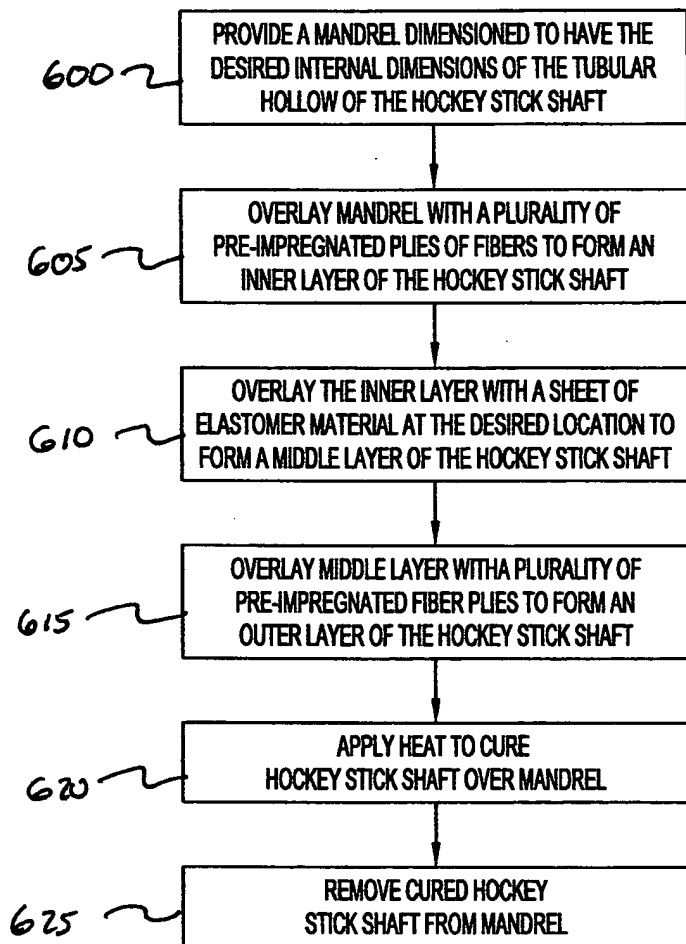 PROVIDE A MANDREL DIMENSIONED TO HAVE THE
600 DESIRED INTERNAL DIMENSIONS OF THE TUBULAR
HOLLOW OF THE HOCKEY STICK SHAFT
OVERLAY MANDREL WITH A PLURALITY OF
605 PRE-IMPREGNATED PLIES OF FIBERS TO FORM AN
INNER LAYER OF THE HOCKEY STICK SHAFT
OVERLAY THE INNER LAYER WITH A SHEET OF
610 ELASTOMER MATERIAL AT THE DESIRED LOCATION TO
FORM A MIDDLE LAYER OF THE HOCKEY STICK SHAFT
OVERLAY MIDDLE LAYER WITHA PLURALITY OF
615 PRE-IMPREGNATED FIBER PLIES TO FORM AN
OUTER LAYER OF THE HOCKEY STICK SHAFT
APPLY HEAT TO CURE
620 HOCKEY STICK SHAFT OVER MANDREL
REMOVE CURED HOCKEY
625 STICK SHAFT FROM MANDREL